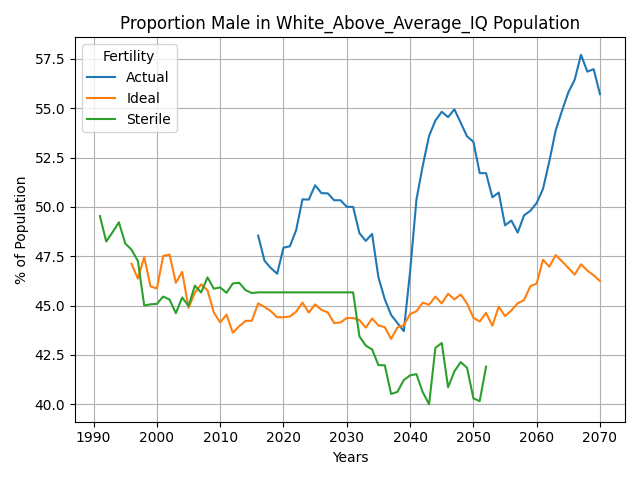 Proportion Male in White_Above_Average_IQ Population
Fertility
Actual
Ideal
Sterile
57.5
55.0
52.5
50.0
47.5
45.0
42.5
40.0
% of Population
1990 2000 2010 2020 2030 2040 2050 2060 2070
Years